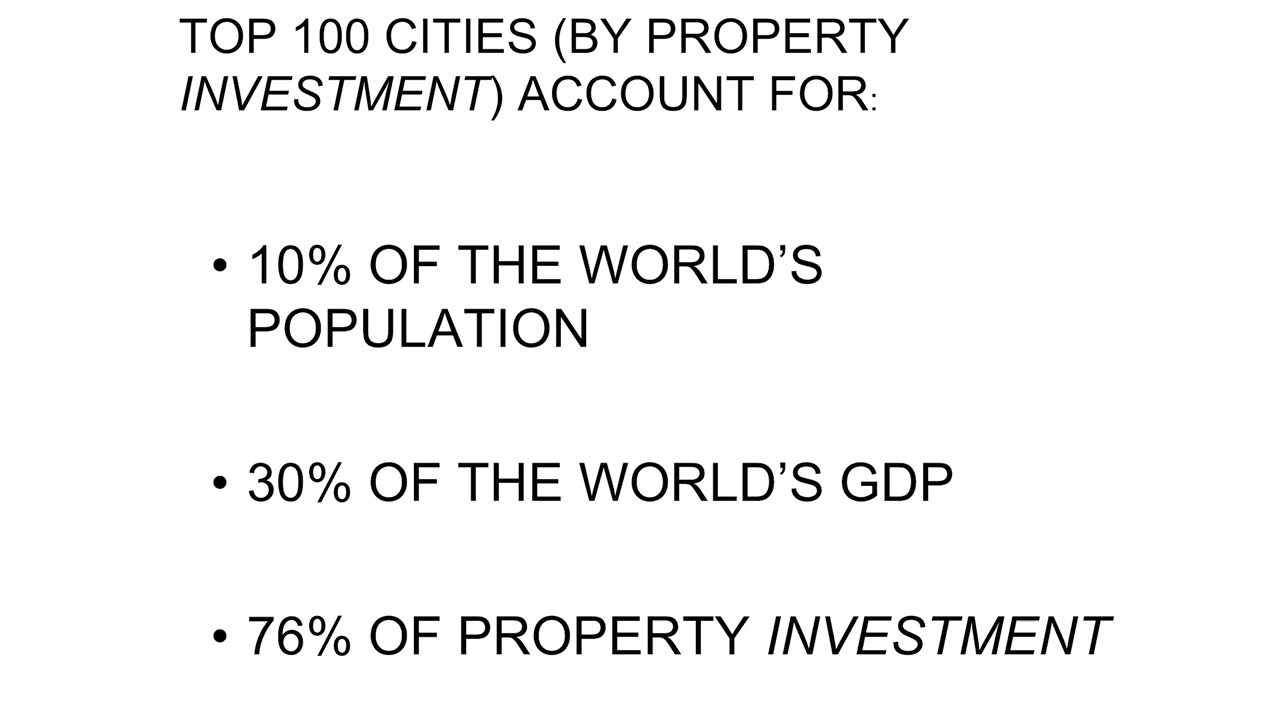 TOP 100 CITIES (BY PROPERTY
INVESTMENT) ACCOUNT FOR:
• 10% OF THE WORLD’S
POPULATION
• 30% OF THE WORLD’S GDP
• 76% OF PROPERTY INVESTMENT